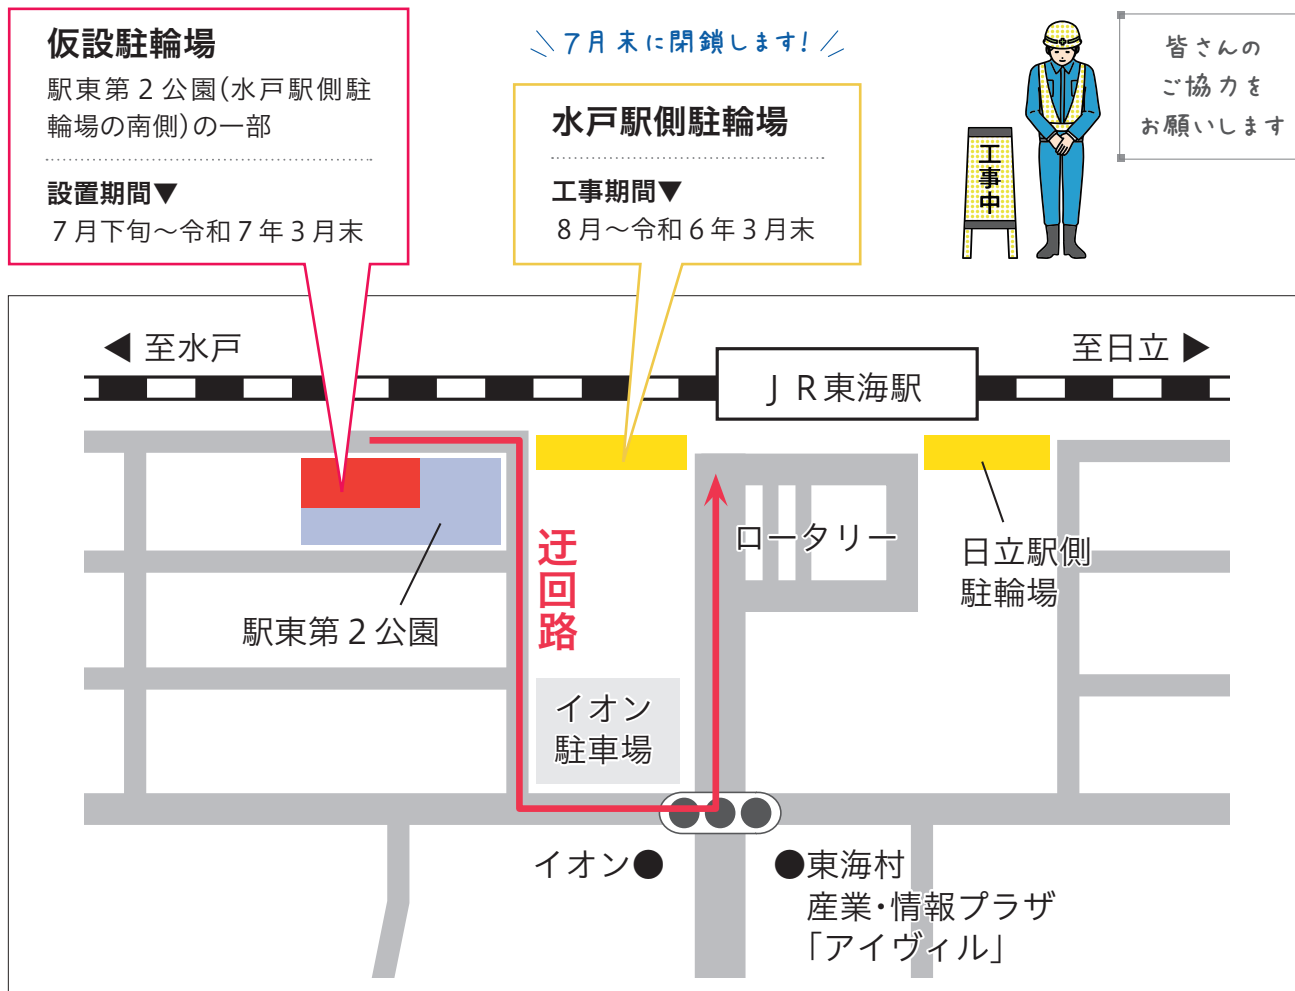 仮設駐輪場
駅東第2公園(水戸駅側駐
輪場の南側)の一部
設置期間▼
7月下旬～令和7年3月末
7月末に閉鎖します!
水戸駅側駐輪場
工事期間▼
8月～令和6年3月末
工事中
皆さんの
ご協力を
お願いします
◀ 至水戸
至日立 ▶
JR東海駅
迂回路
ロータリー
日立駅側
駐輪場
駅東第2公園
イオン
駐車場
イオン●
●東海村
産業・情報プラザ
「アイヴィル」